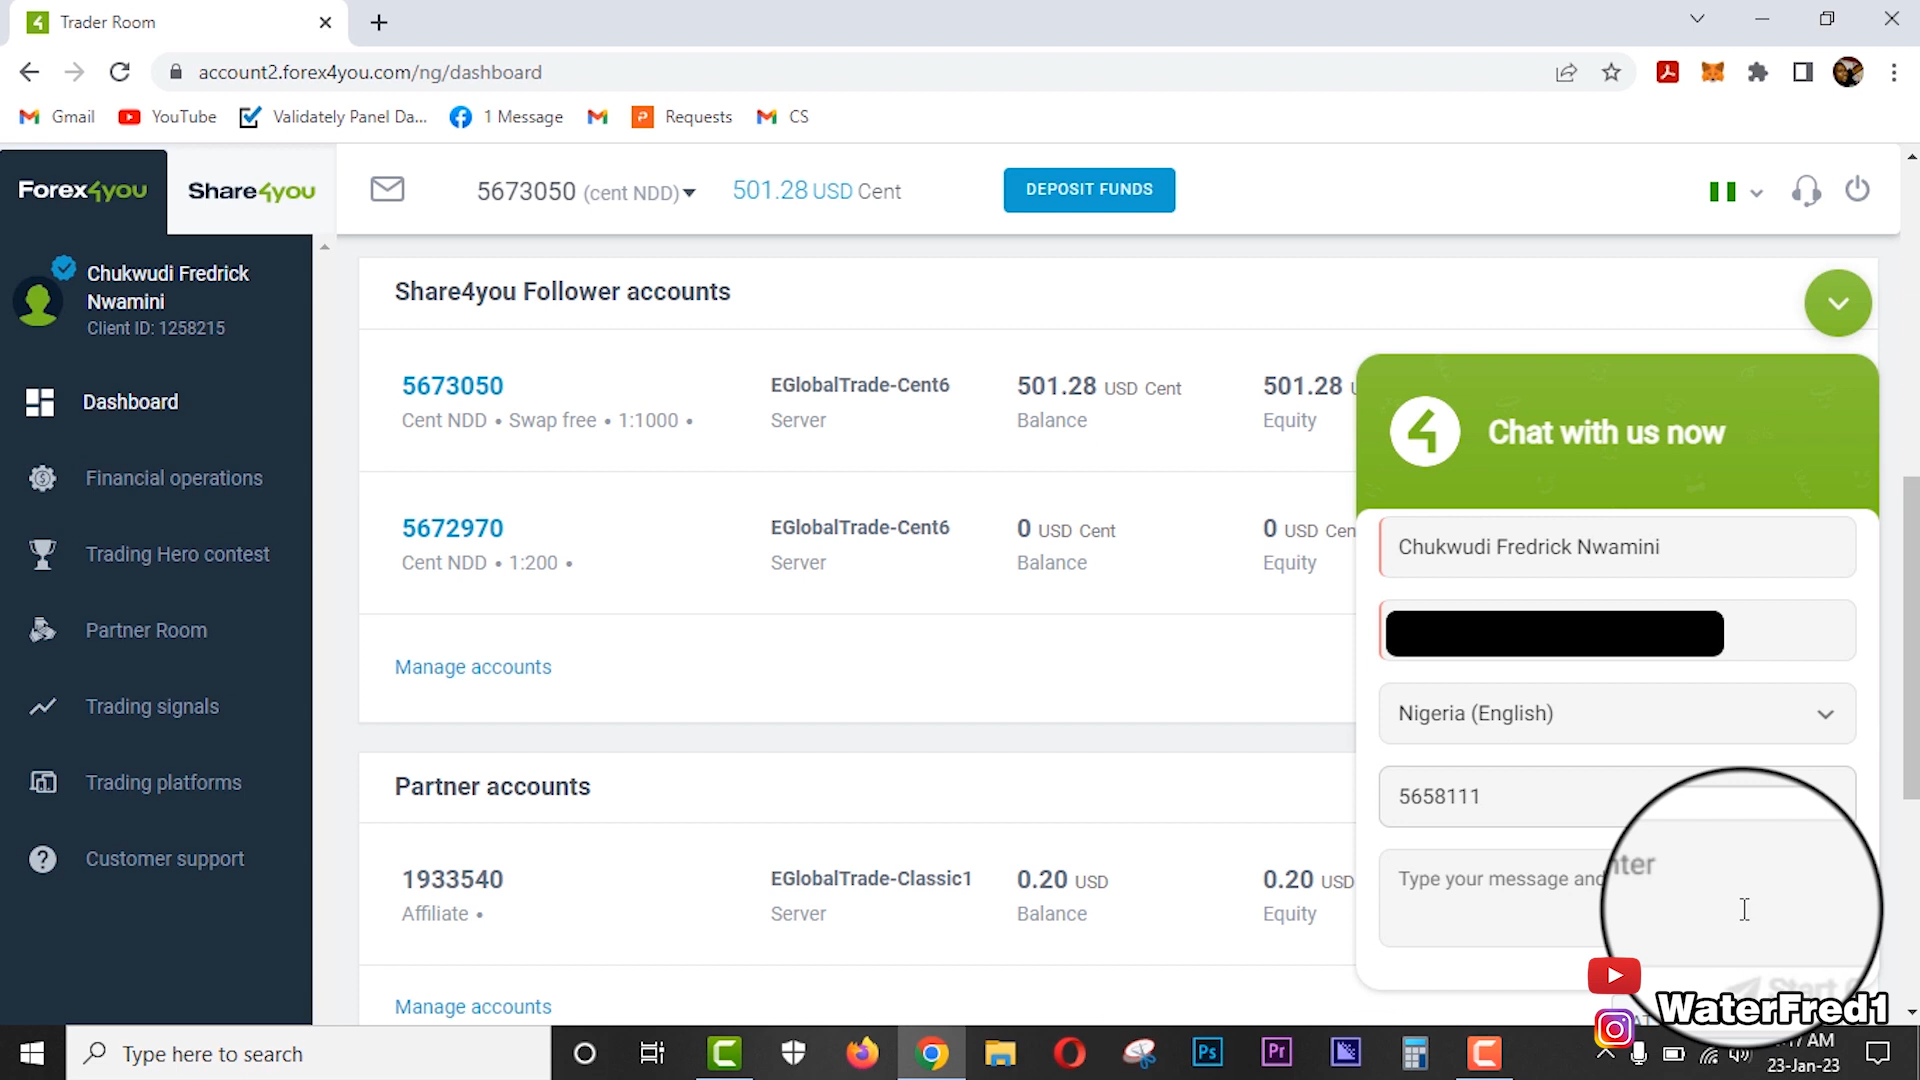 Trader Room
account2.forex4you.com/ng/dashboard
Gmail YouTube Validately Panel Da... 1 Message Requests CS
Forex4you Share4you 5673050 (cent NDD) 501.28 USD Cent DEPOSIT FUNDS
Chukwudi Fredrick
Nwamini
Client ID: 1258215
Dashboard
Financial operations
Trading Hero contest
Partner Room
Trading signals
Trading platforms
Customer support
Share4you Follower accounts
5673050 EGlobalTrade-Cent6 501.28 USD Cent 501.28
Cent NDD • Swap free • 1:1000 • Server Balance Equity
5672970 EGlobalTrade-Cent6 0 USD Cent 0 USD Cen
Cent NDD • 1:200 • Server Balance Equity
Manage accounts
Partner accounts
1933540 EGlobalTrade-Classic1 0.20 USD 0.20 USD
Affiliate • Server Balance Equity
Manage accounts
4 Chat with us now
Chukwudi Fredrick Nwamini
Nigeria (English)
5658111
Type your message and nter
Start
WaterFred1
Type here to search
Ps Pr
AM
23-Jan-23